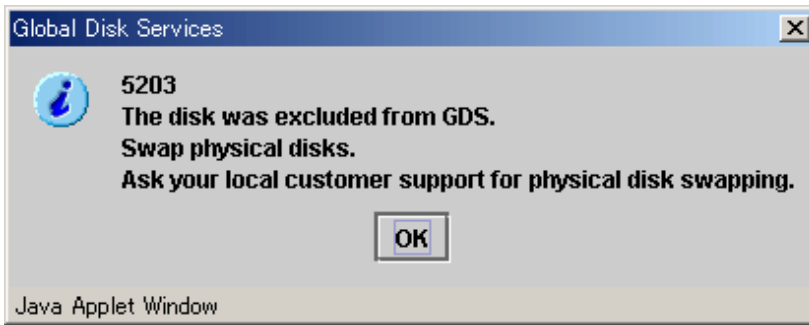 Global Disk Services
5203
The disk was excluded from GDS.
Swap physical disks.
Ask your local customer support for physical disk swapping.
OK
Java Applet Window